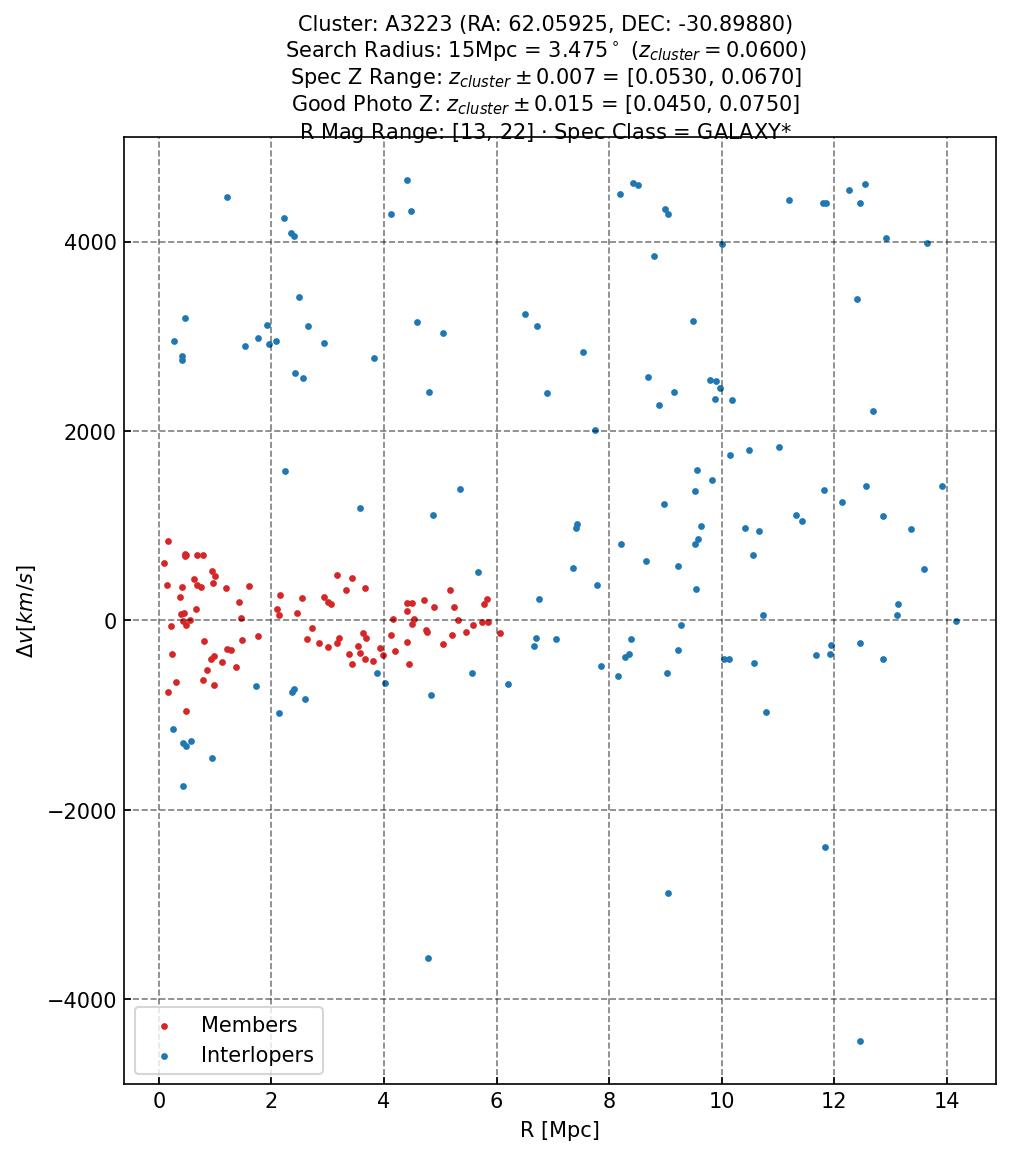 Cluster: A3223 (RA: 62.05925, DEC: -30.89880)
Search Radius: 15Mpc = 3.475° (z_cluster = 0.0600)
Spec Z Range: z_cluster ± 0.007 = [0.0530, 0.0670]
Good Photo Z: z_cluster ± 0.015 = [0.0450, 0.0750]
R Mag Range: [13, 22] · Spec Class = GALAXY*
4000
2000
0
−2000
−4000
Δv[km/s]
Members
Interlopers
0 2 4 6 8 10 12 14
R [Mpc]